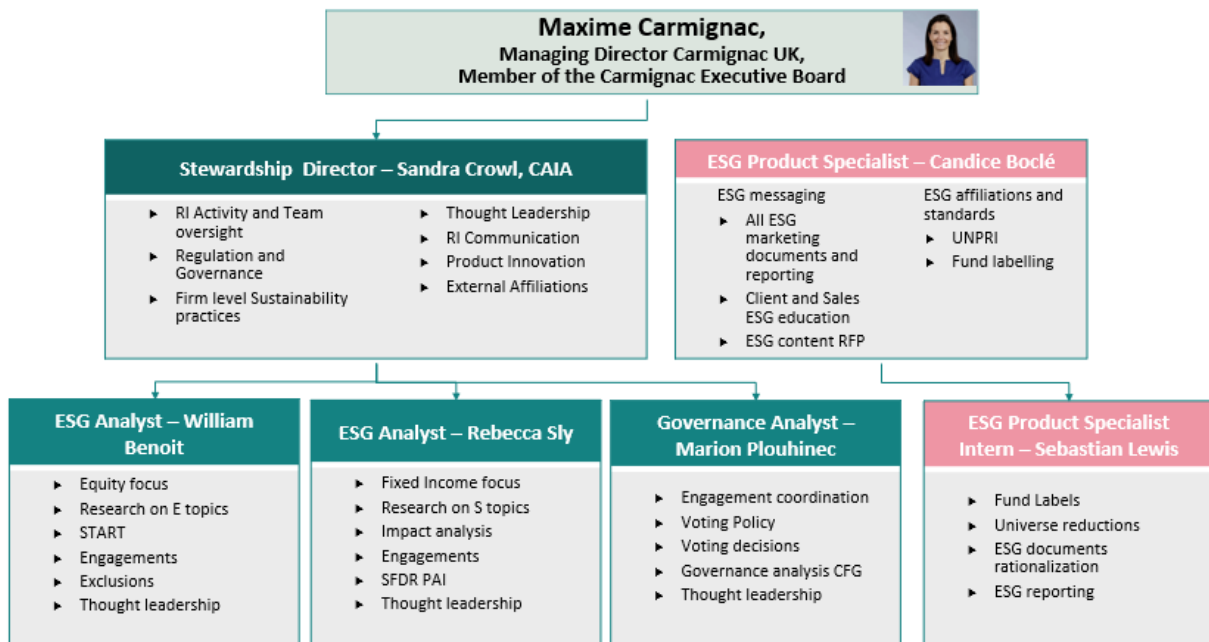 Maxime Carmignac,
Managing Director Carmignac UK,
Member of the Carmignac Executive Board
Stewardship Director – Sandra Crowl, CAIA
RI Activity and Team
oversight
Regulation and
Governance
Firm level Sustainability
practices
Thought Leadership
RI Communication
Product Innovation
External Affiliations
ESG Product Specialist – Candice Boclé
ESG messaging
All ESG
marketing
documents and
reporting
Client and Sales
ESG education
ESG content RFP
ESG affiliations and
standards
UNPRI
Fund labelling
ESG Analyst – William
Benoit
Equity focus
Research on E topics
START
Engagements
Exclusions
Thought leadership
ESG Analyst – Rebecca Sly
Fixed Income focus
Research on S topics
Impact analysis
Engagements
SFDR PAI
Thought leadership
Governance Analyst –
Marion Plouhinec
Engagement coordination
Voting Policy
Voting decisions
Governance analysis CFG
Thought leadership
ESG Product Specialist
Intern – Sebastian Lewis
Fund Labels
Universe reductions
ESG documents
rationalization
ESG reporting